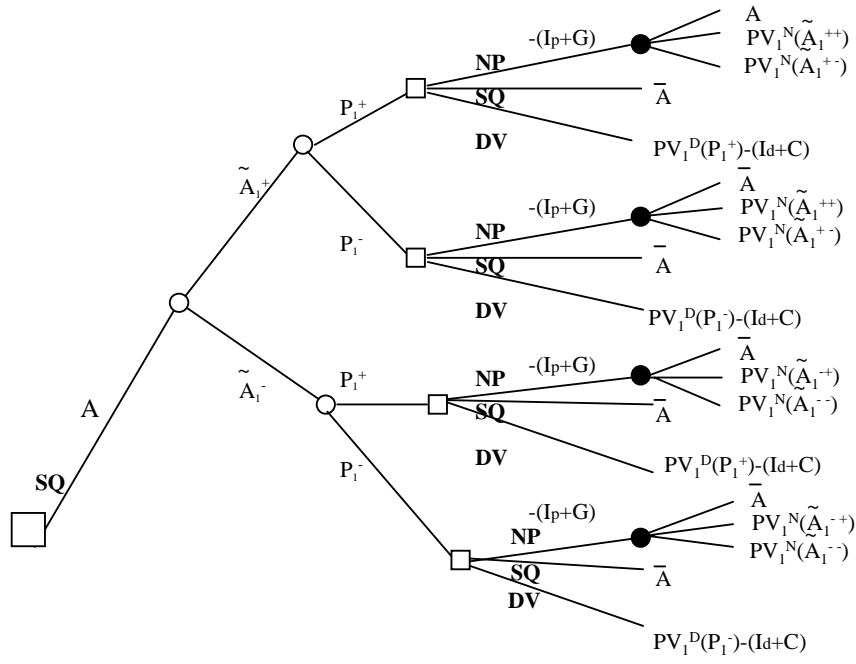 A
-(Ip+G)
PV₁ᴺ(Ã₁⁺⁺)
NP
PV₁ᴺ(Ã₁⁺⁻)
SQ
A̅
P₁⁺
DV
PV₁ᴰ(P₁⁺)-(Id+C)
Ã₁⁺
A̅
-(Ip+G)
PV₁ᴺ(Ã₁⁺⁺)
NP
PV₁ᴺ(Ã₁⁺⁻)
P₁⁻
SQ
A̅
DV
PV₁ᴰ(P₁⁻)-(Id+C)
A̅
-(Ip+G)
Ã₁⁻
P₁⁺
NP
PV₁ᴺ(Ã₁⁻⁺)
PV₁ᴺ(Ã₁⁻⁻)
A
SQ
A̅
DV
PV₁ᴰ(P₁⁺)-(Id+C)
P₁⁻
SQ
A̅
-(Ip+G)
PV₁ᴺ(Ã₁⁻⁺)
NP
PV₁ᴺ(Ã₁⁻⁻)
SQ
A̅
DV
PV₁ᴰ(P₁⁻)-(Id+C)